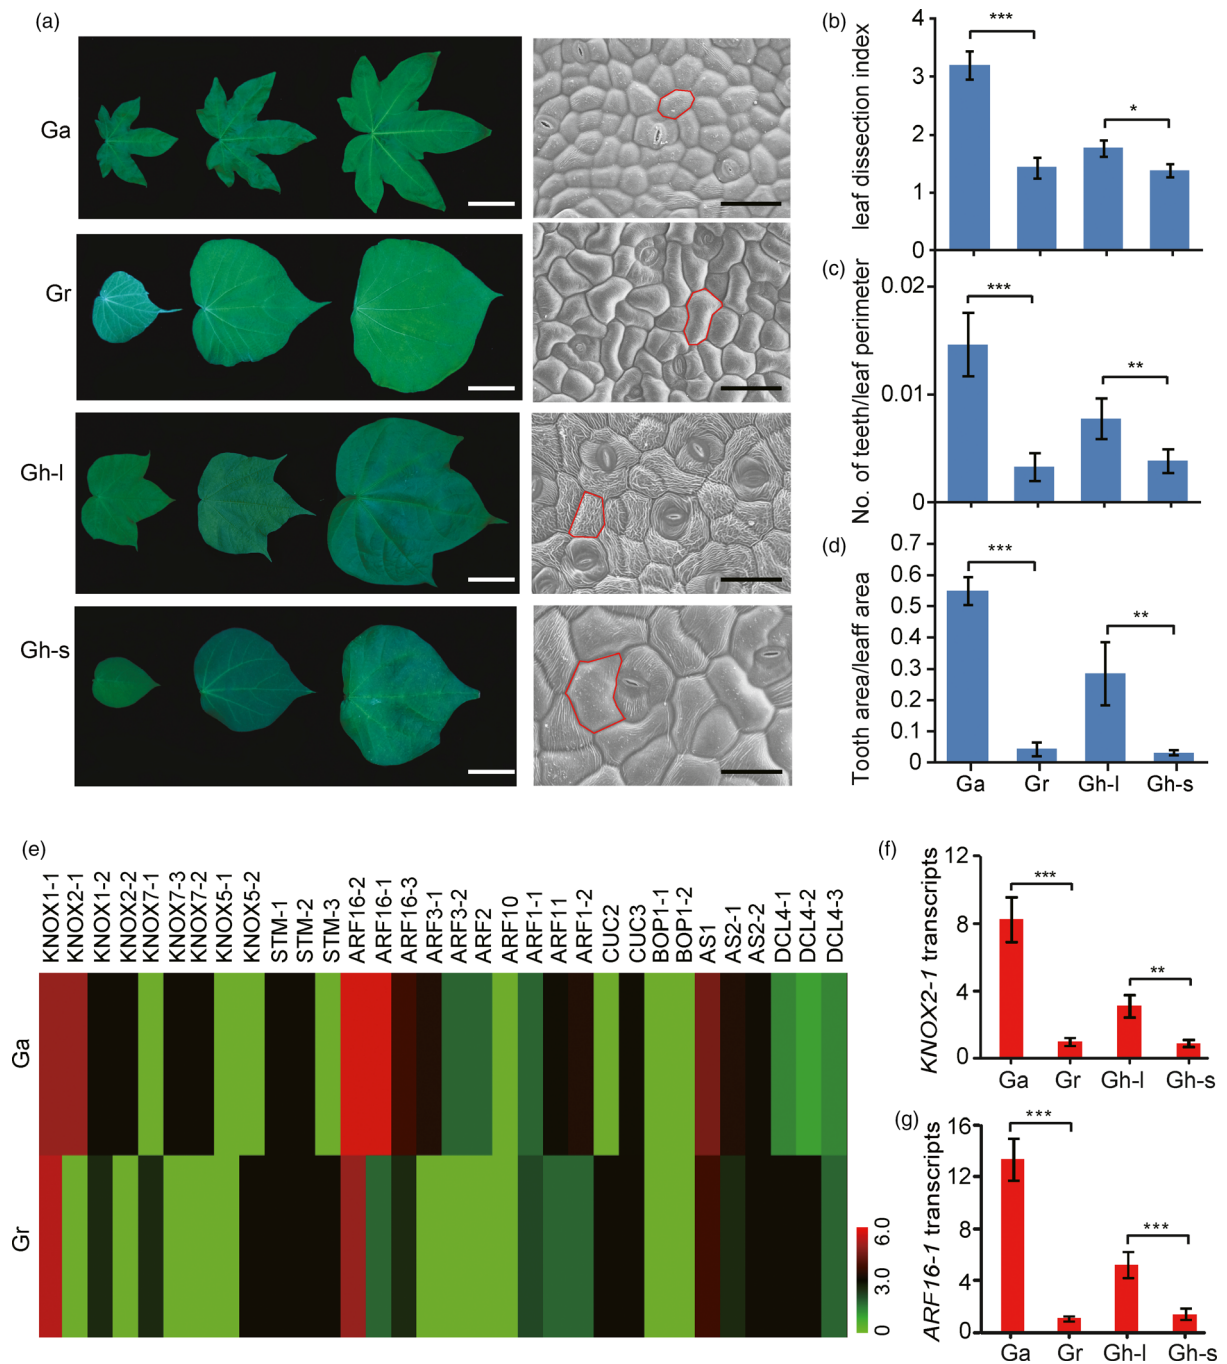 (a)
Ga
Gr
Gh-l
Gh-s
(b)
leaf dissection index
4
3
2
1
0
***
*
(c)
No. of teeth/leaf perimeter
0.02
0.01
0
***
**
(d)
Tooth area/leaff area
0.7
0.6
0.5
0.4
0.3
0.2
0.1
0
***
**
Ga Gr Gh-l Gh-s
(e)
KNOX1-1
KNOX2-1
KNOX1-2
KNOX2-2
KNOX7-1
KNOX7-3
KNOX7-2
KNOX5-1
KNOX5-2
STM-1
STM-2
STM-3
ARF16-2
ARF16-1
ARF16-3
ARF3-1
ARF3-2
ARF2
ARF10
ARF1-1
ARF11
ARF1-2
CUC2
CUC3
BOP1-1
BOP1-2
AS1
AS2-1
AS2-2
DCL4-1
DCL4-2
DCL4-3
Ga
Gr
6.0
3.0
0
(f)
KNOX2-1 transcripts
12
8
4
0
***
**
Ga Gr Gh-l Gh-s
(g)
ARF16-1 transcripts
16
12
8
4
0
***
***
Ga Gr Gh-l Gh-s